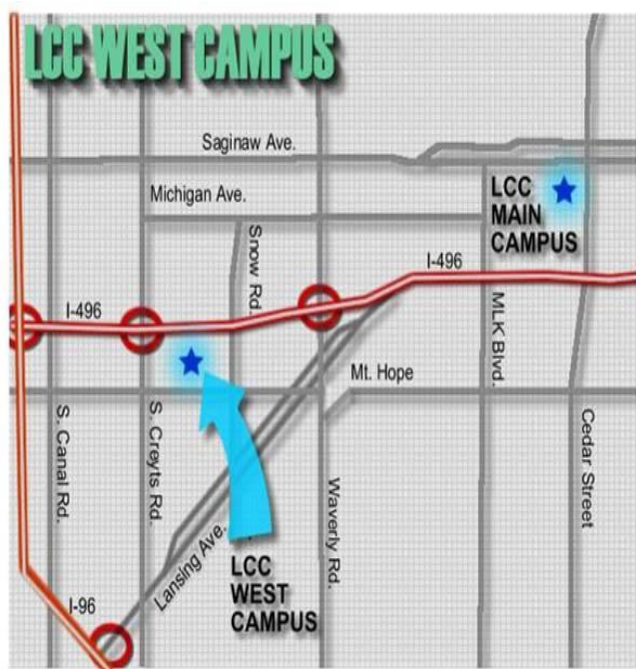 LCC WEST CAMPUS
Saginaw Ave.
Michigan Ave.
LCC
MAIN
CAMPUS
Snow Rd.
I-496
I-496
MLK Blvd.
Mt. Hope
S. Canal Rd.
S. Creyts Rd.
Cedar Street
Waverly Rd.
Lansing Ave.
LCC
WEST
CAMPUS
I-96